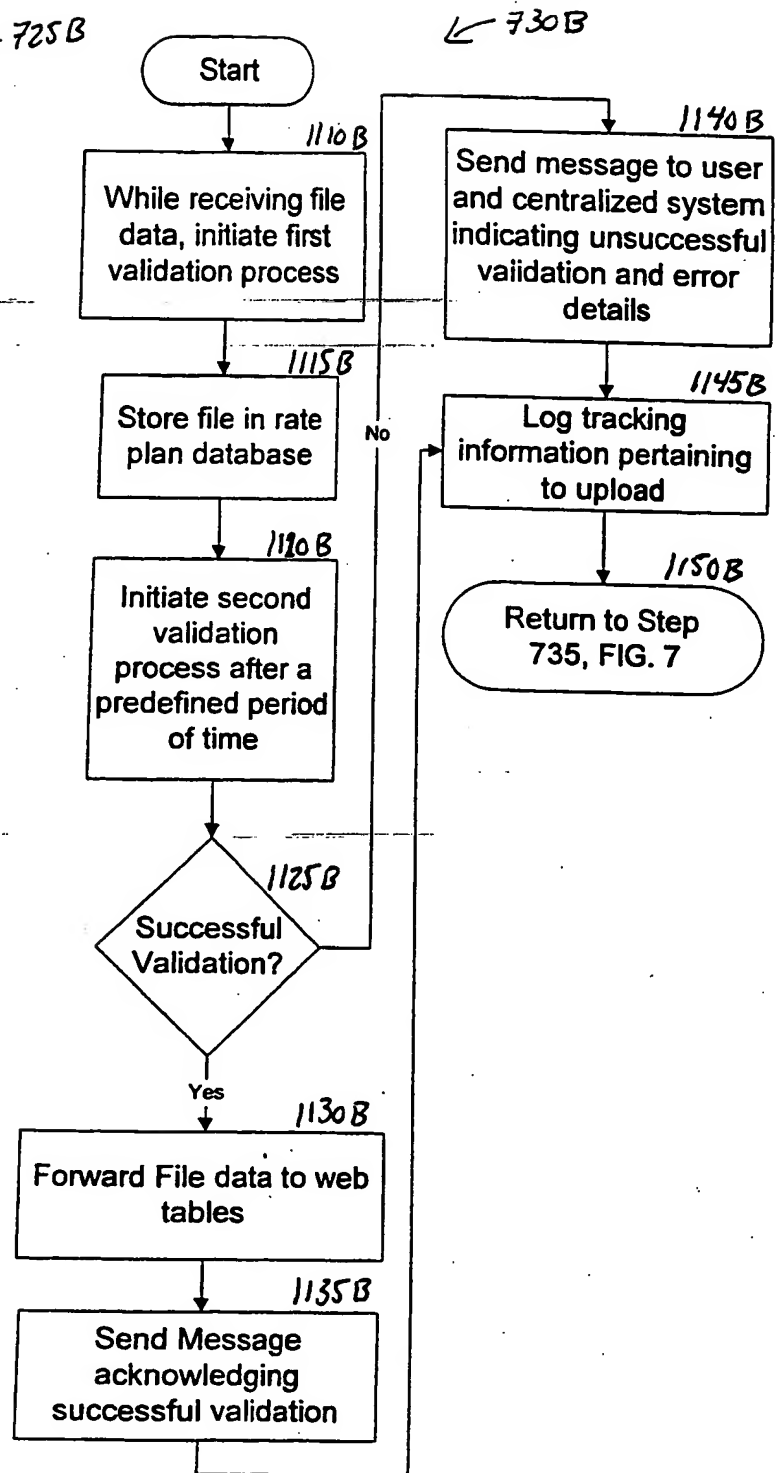 725B
730B
Start
1110B
While receiving file
data, initiate first
validation process
1115B
Store file in rate
plan database
1120B
Initiate second
validation
process after a
predefined period
of time
1125B
Successful
Validation?
No
Yes
1130B
Forward File data to web
tables
1135B
Send Message
acknowledging
successful validation
1140B
Send message to user
and centralized system
indicating unsuccessful
validation and error
details
1145B
Log tracking
information pertaining
to upload
1150B
Return to Step
735, FIG. 7